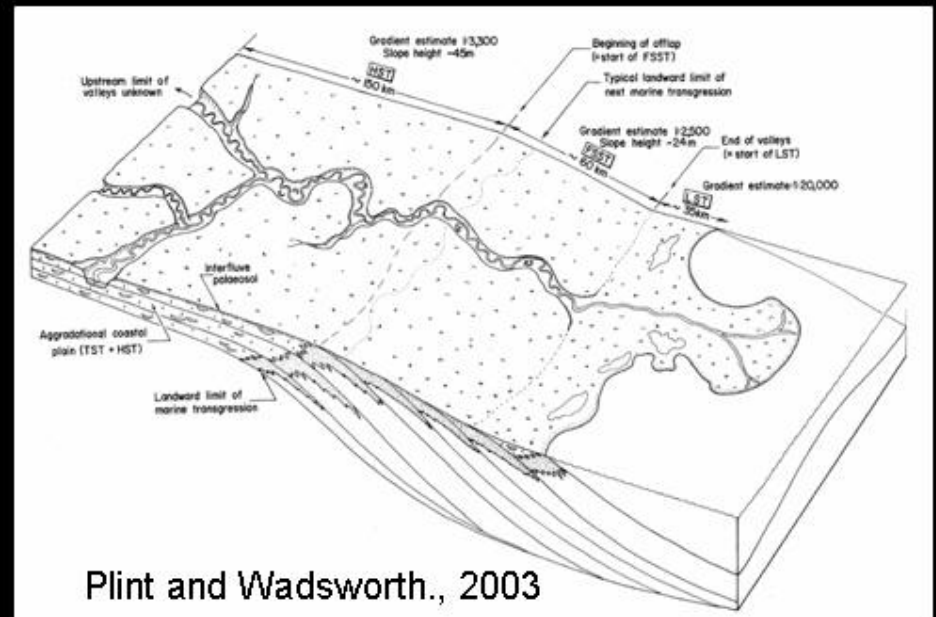 Gradient estimate 1:3,300
Slope height ~45m
HST
~ 150 km
Beginning of offlap
(=start of FSST)
Typical landward limit of
next marine transgression
Upstream limit of
valleys unknown
Gradient estimate 1:2,500
Slope height ~24m
FSST
~ 60 km
End of valleys
(= start of LST)
Gradient estimate 1:20,000
LST
~35km
Interfluve
palaeosol
Aggradational coastal
plain (TST + HST)
Landward limit of
marine transgression
Plint and Wadsworth., 2003